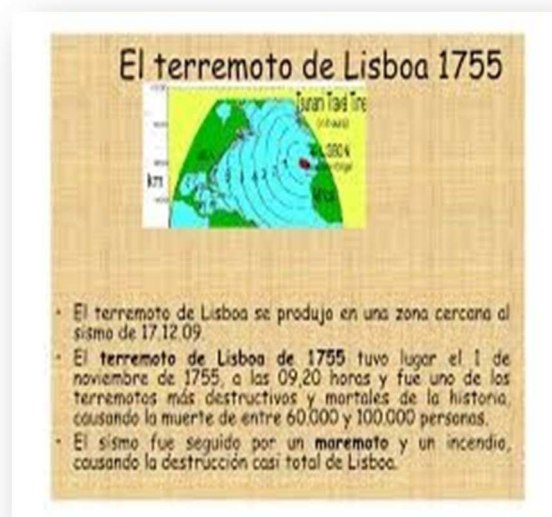 El terremoto de Lisboa 1755
km
El terremoto de Lisboa se produjo en una zona cercana al
sismo de 17.12.09.
El terremoto de Lisboa de 1755 tuvo lugar el 1 de
noviembre de 1755, a las 09,20 horas y fue uno de los
terremotos más destructivos y mortales de la historia,
causando la muerte de entre 60.000 y 100.000 personas.
El sismo fue seguido por un maremoto y un incendio,
causando la destrucción casi total de Lisboa.